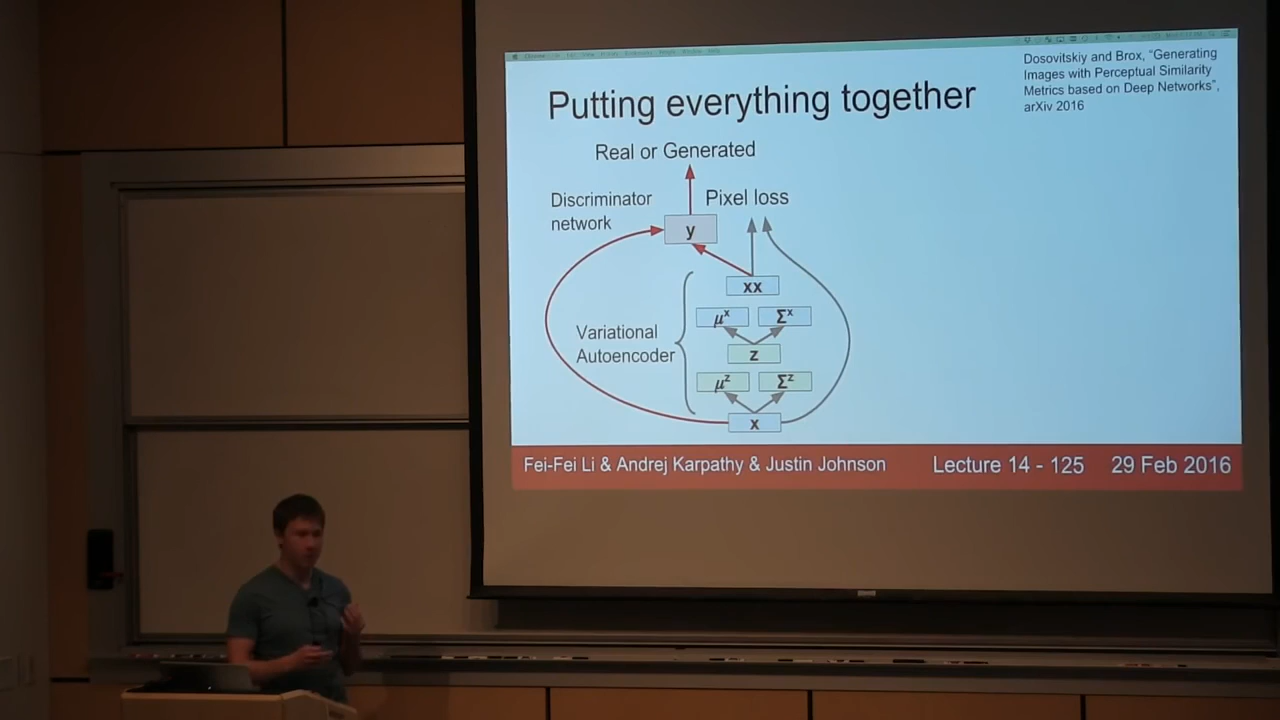 Putting everything together
Dosovitskiy and Brox, “Generating
Images with Perceptual Similarity
Metrics based on Deep Networks”,
arXiv 2016
Real or Generated
Discriminator
network
Pixel loss
y
xx
μˣ Σˣ
Variational
Autoencoder
z
μᶻ Σᶻ
x
Fei-Fei Li & Andrej Karpathy & Justin Johnson
Lecture 14 - 125
29 Feb 2016